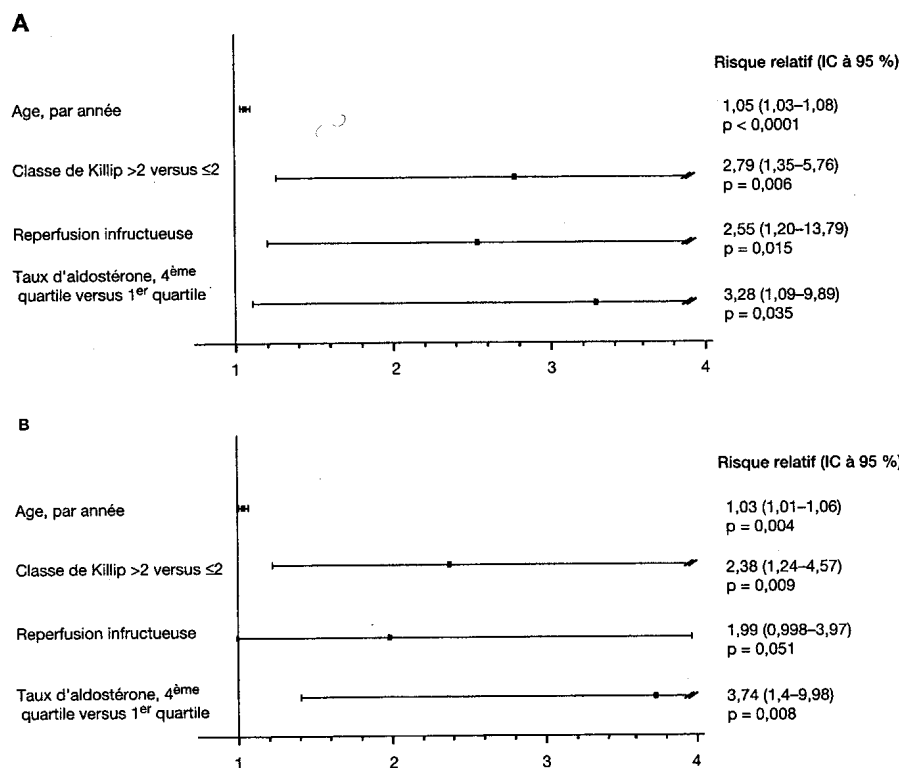 A
Risque relatif (IC à 95 %)
Age, par année
1,05 (1,03–1,08)
p < 0,0001
Classe de Killip >2 versus ≤2
2,79 (1,35–5,76)
p = 0,006
Reperfusion infructueuse
2,55 (1,20–13,79)
p = 0,015
Taux d'aldostérone, 4ème
quartile versus 1er quartile
3,28 (1,09–9,89)
p = 0,035
1 2 3 4
B
Risque relatif (IC à 95 %)
Age, par année
1,03 (1,01–1,06)
p = 0,004
Classe de Killip >2 versus ≤2
2,38 (1,24–4,57)
p = 0,009
Reperfusion infructueuse
1,99 (0,998–3,97)
p = 0,051
Taux d'aldostérone, 4ème
quartile versus 1er quartile
3,74 (1,4–9,98)
p = 0,008
1 2 3 4